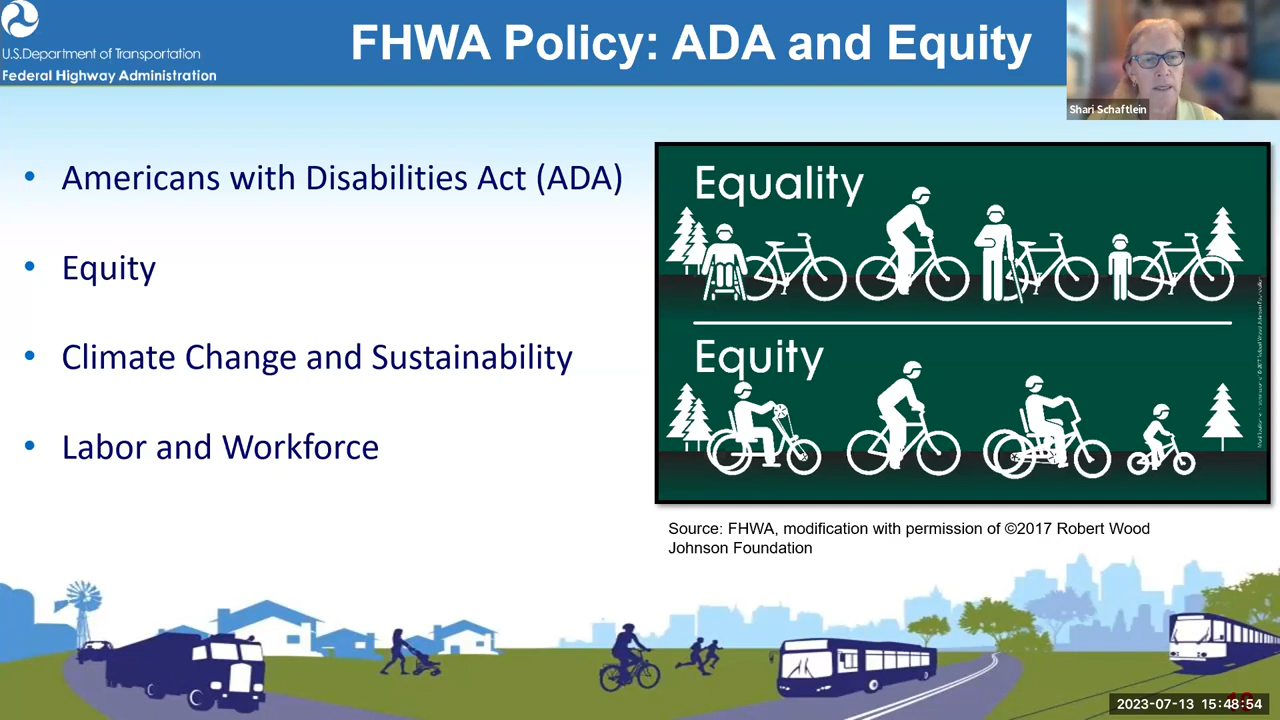 U.S.Department of Transportation
Federal Highway Administration
FHWA Policy: ADA and Equity
Shari Schaftlein
• Americans with Disabilities Act (ADA)
• Equity
• Climate Change and Sustainability
• Labor and Workforce
Equality
Equity
Source: FHWA, modification with permission of ©2017 Robert Wood
Johnson Foundation
2023-07-13 15:48:54